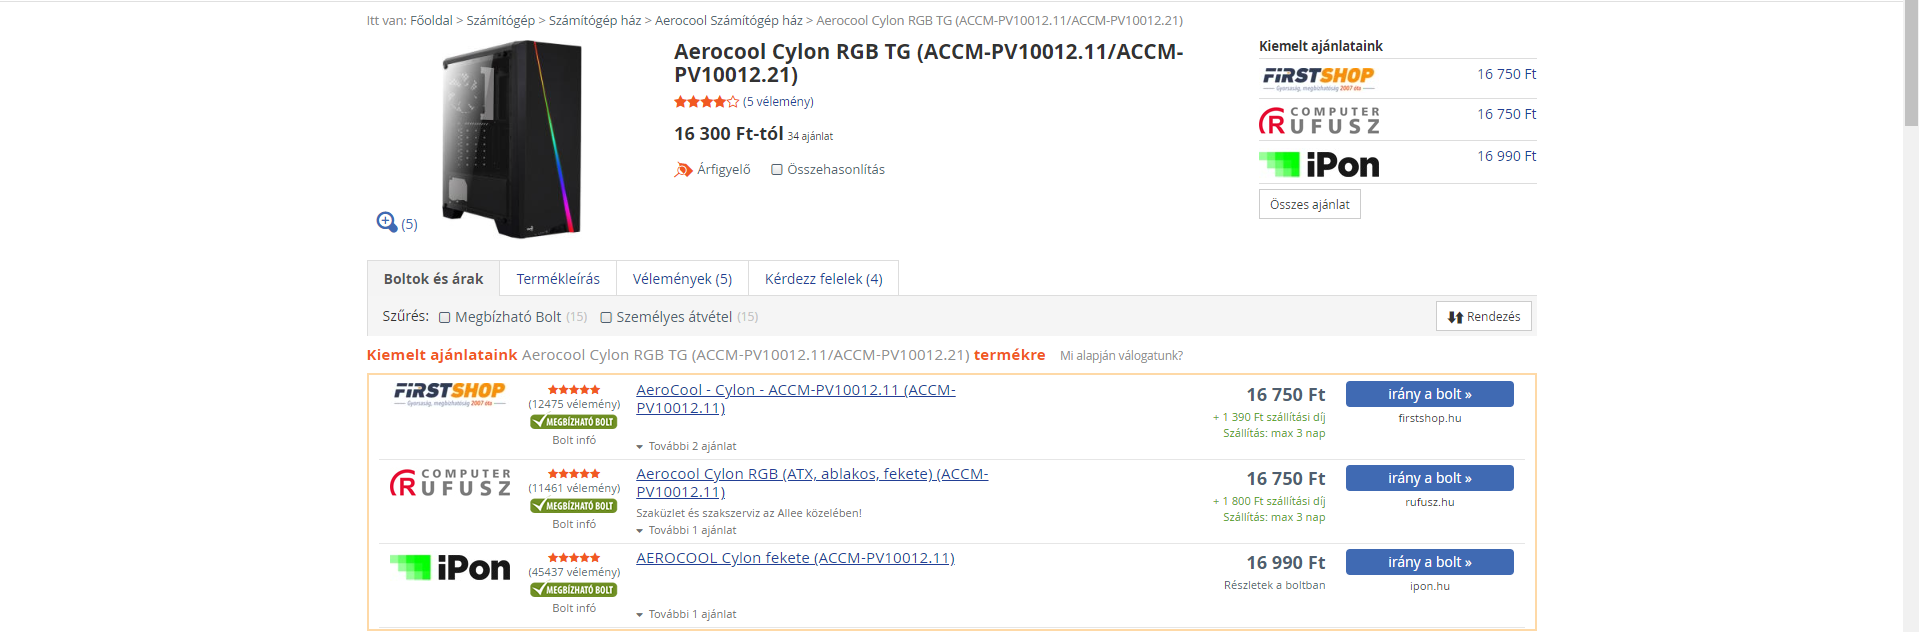 Itt van: Főoldal > Számítógép > Számítógép ház > Aerocool Számítógép ház > Aerocool Cylon RGB TG (ACCM-PV10012.11/ACCM-PV10012.21)
(5)
Aerocool Cylon RGB TG (ACCM-PV10012.11/ACCM-
PV10012.21)
(5 vélemény)
16 300 Ft-tól 34 ajánlat
Árfigyelő Összehasonlítás
Kiemelt ajánlataink
FIRSTSHOP 16 750 Ft
Gyorsaság, megbízhatóság 2007 óta
COMPUTER
RUFUSZ 16 750 Ft
iPon 16 990 Ft
Összes ajánlat
Boltok és árak Termékleírás Vélemények (5) Kérdezz felelek (4)
Szűrés: Megbízható Bolt (15) Személyes átvétel (15) Rendezés
Kiemelt ajánlataink Aerocool Cylon RGB TG (ACCM-PV10012.11/ACCM-PV10012.21) termékre Mi alapján válogatunk?
FIRSTSHOP
Gyorsaság, megbízhatóság 2007 óta
(12475 vélemény)
MEGBÍZHATÓ BOLT
Bolt infó
AeroCool - Cylon - ACCM-PV10012.11 (ACCM-
PV10012.11)
További 2 ajánlat
16 750 Ft
+ 1 390 Ft szállítási díj
Szállítás: max 3 nap
irány a bolt »
firstshop.hu
COMPUTER
RUFUSZ
(11461 vélemény)
MEGBÍZHATÓ BOLT
Bolt infó
Aerocool Cylon RGB (ATX, ablakos, fekete) (ACCM-
PV10012.11)
Szaküzlet és szakszerviz az Allee közelében!
További 1 ajánlat
16 750 Ft
+ 1 800 Ft szállítási díj
Szállítás: max 3 nap
irány a bolt »
rufusz.hu
iPon
(45437 vélemény)
MEGBÍZHATÓ BOLT
Bolt infó
AEROCOOL Cylon fekete (ACCM-PV10012.11)
További 1 ajánlat
16 990 Ft
Részletek a boltban
irány a bolt »
ipon.hu